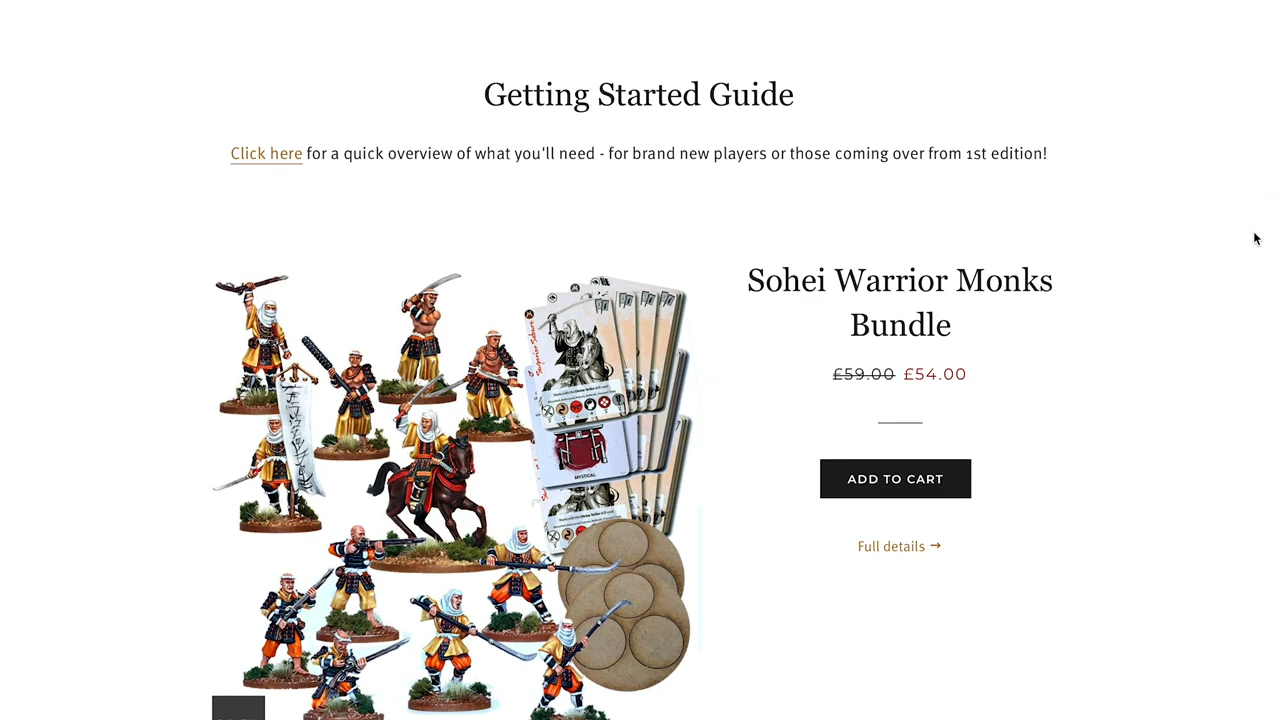 Getting Started Guide
Click here for a quick overview of what you'll need - for brand new players or those coming over from 1st edition!
Sohei Warrior Monks
Bundle
£59.00 £54.00
ADD TO CART
Full details →
MYSTICAL